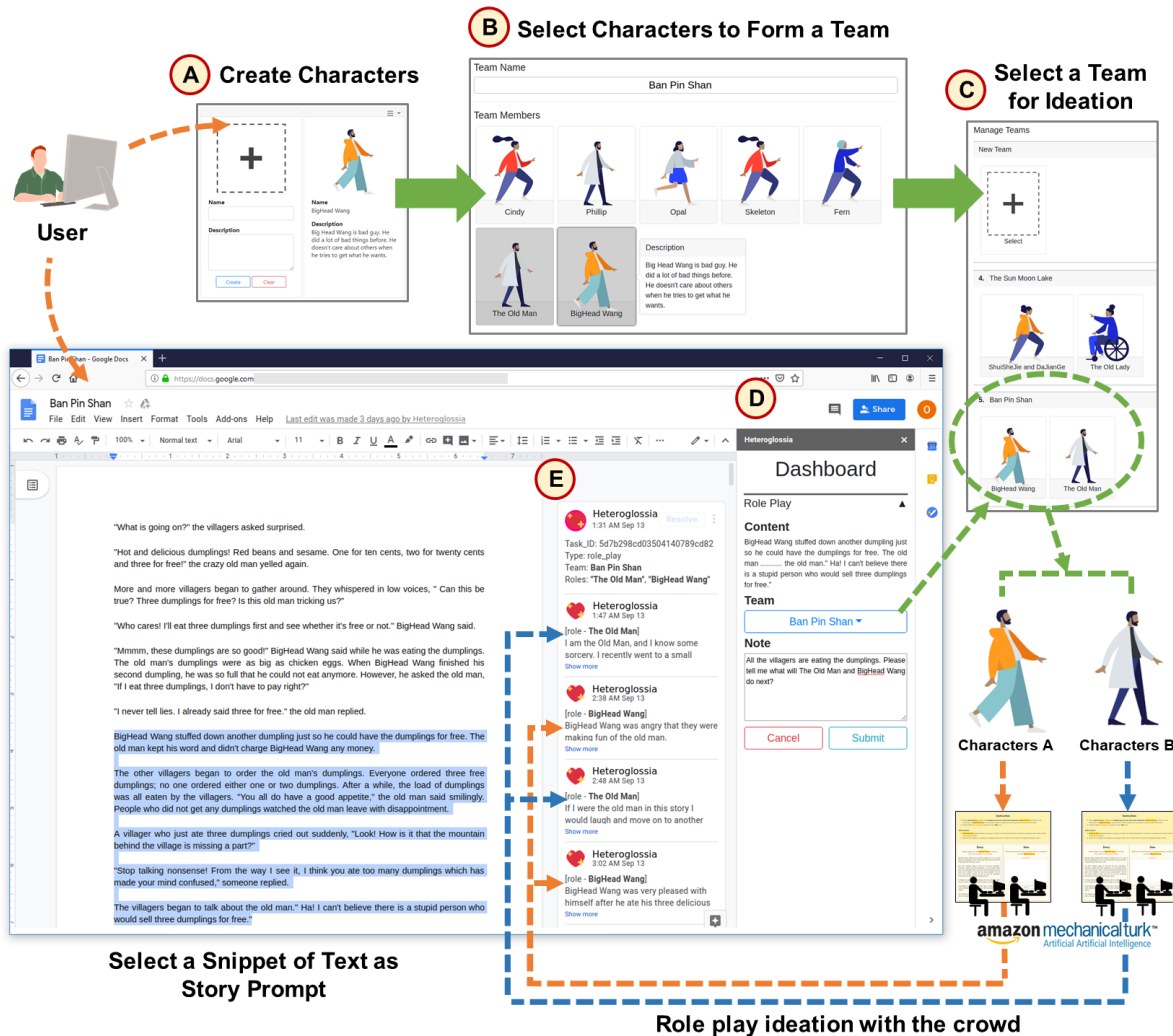 B Select Characters to Form a Team
A Create Characters
C Select a Team
for Ideation
User
Name
Description
Create
Clear
Name
BigHead Wang
Description
Big Head Wang is bad guy. He
did a lot of bad things before. He
doesn't care about others when
he tries to get what he wants.
Team Name
Ban Pin Shan
Team Members
Cindy
Phillip
Opal
Skeleton
Fern
The Old Man
BigHead Wang
Description
Big Head Wang is bad guy. He
did a lot of bad things before.
He doesn't care about others
when he tries to get what he
wants.
Manage Teams
New Team
Select
4. The Sun Moon Lake
ShuiSheJie and DaJianGe
The Old Lady
5. Ban Pin Shan
BigHead Wang
The Old Man
Ban Pin Shan - Google Docs
https://docs.google.com
Ban Pin Shan
File Edit View Insert Format Tools Add-ons Help Last edit was made 3 days ago by Heteroglossia
Share
O
100% Normal text Arial 11 B I U A
1 1 2 3 4 5 6 7
"What is going on?" the villagers asked surprised.
"Hot and delicious dumplings! Red beans and sesame. One for ten cents, two for twenty cents
and three for free!" the crazy old man yelled again.
More and more villagers began to gather around. They whispered in low voices, " Can this be
true? Three dumplings for free? Is this old man tricking us?"
"Who cares! I'll eat three dumplings first and see whether it's free or not." BigHead Wang said.
"Mmmm, these dumplings are so good!" BigHead Wang said while he was eating the dumplings.
The old man's dumplings were as big as chicken eggs. When BigHead Wang finished his
second dumpling, he was so full that he could not eat anymore. However, he asked the old man,
"If I eat three dumplings, I don't have to pay right?"
"I never tell lies. I already said three for free." the old man replied.
BigHead Wang stuffed down another dumpling just so he could have the dumplings for free. The
old man kept his word and didn't charge BigHead Wang any money.
The other villagers began to order the old man's dumplings. Everyone ordered three free
dumplings; no one ordered either one or two dumplings. After a while, the load of dumplings
was all eaten by the villagers. "You all do have a good appetite," the old man said smilingly.
People who did not get any dumplings watched the old man leave with disappointment.
A villager who just ate three dumplings cried out suddenly, "Look! How is it that the mountain
behind the village is missing a part?"
"Stop talking nonsense! From the way I see it, I think you ate too many dumplings which has
made your mind confused," someone replied.
The villagers began to talk about the old man." Ha! I can't believe there is a stupid person who
would sell three dumplings for free."
E
Heteroglossia
1:31 AM Sep 13
Resolve
Task_ID: 5d7b298cd03504140789cd82
Type: role_play
Team: Ban Pin Shan
Roles: "The Old Man", "BigHead Wang"
Heteroglossia
1:47 AM Sep 13
[role - The Old Man]
I am the Old Man, and I know some
sorcery. I recently went to a small
Show more
Heteroglossia
2:38 AM Sep 13
[role - BigHead Wang]
BigHead Wang was angry that they were
making fun of the old man.
Show more
Heteroglossia
2:48 AM Sep 13
[role - The Old Man]
If I were the old man in this story I
would laugh and move on to another
Show more
Heteroglossia
3:02 AM Sep 13
[role - BigHead Wang]
BigHead Wang was very pleased with
himself after he ate his three delicious
Show more
D
Heteroglossia
Dashboard
Role Play
Content
BigHead Wang stuffed down another dumpling just
so he could have the dumplings for free. The old
man ........... the old man." Ha! I can't believe there
is a stupid person who would sell three dumplings
for free."
Team
Ban Pin Shan
Note
All the villagers are eating the dumplings. Please
tell me what will The Old Man and BigHead Wang
do next?
Cancel
Submit
Characters A
Characters B
amazon mechanicalturk™
Artificial Artificial Intelligence
Select a Snippet of Text as
Story Prompt
Role play ideation with the crowd